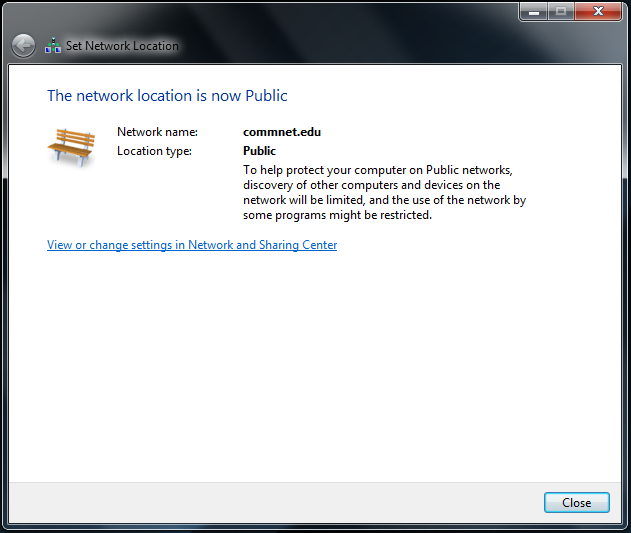 Set Network Location
The network location is now Public
Network name: commnet.edu
Location type: Public
To help protect your computer on Public networks,
discovery of other computers and devices on the
network will be limited, and the use of the network by
some programs might be restricted.
View or change settings in Network and Sharing Center
Close